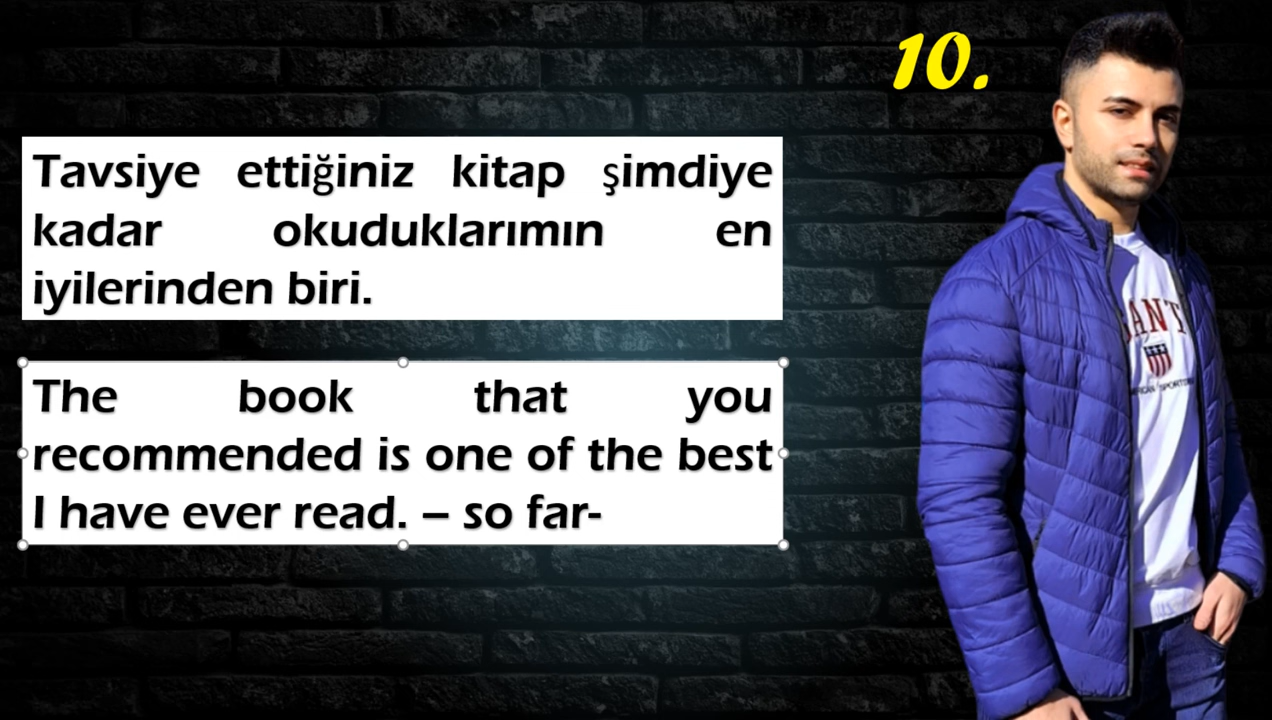 10.
Tavsiye ettiğiniz kitap şimdiye
kadar okuduklarımın en
iyilerinden biri.
The book that you
recommended is one of the best
I have ever read. – so far-